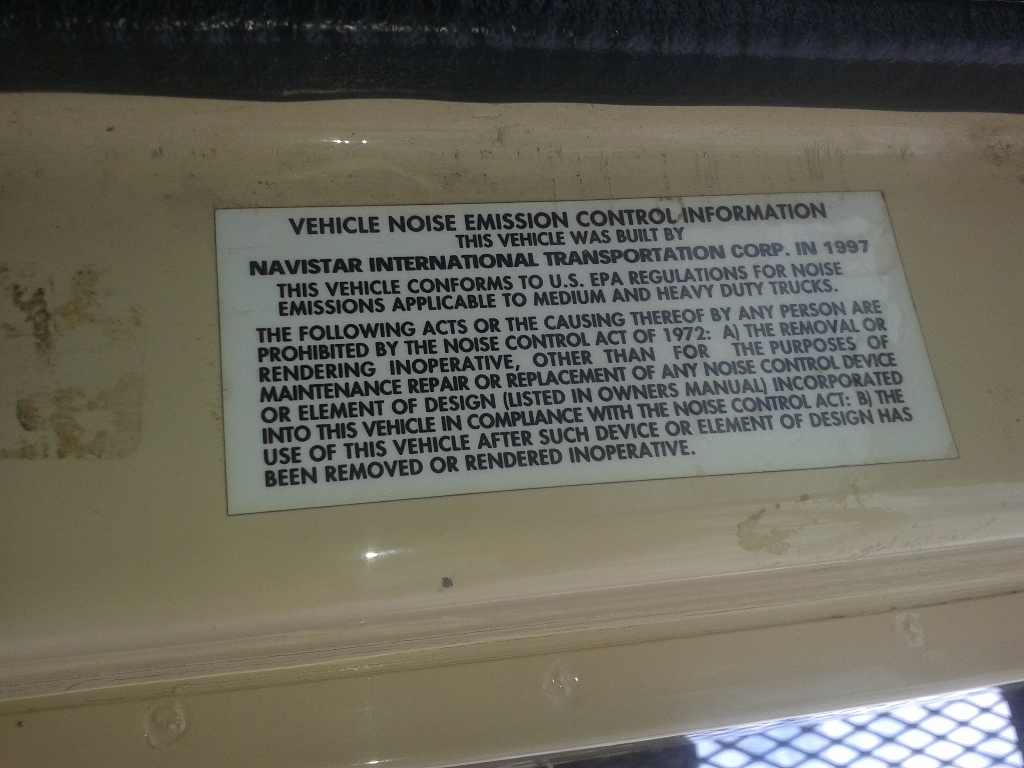 VEHICLE NOISE EMISSION CONTROL INFORMATION
THIS VEHICLE WAS BUILT BY
NAVISTAR INTERNATIONAL TRANSPORTATION CORP. IN 1997
THIS VEHICLE CONFORMS TO U.S. EPA REGULATIONS FOR NOISE
EMISSIONS APPLICABLE TO MEDIUM AND HEAVY DUTY TRUCKS.
THE FOLLOWING ACTS OR THE CAUSING THEREOF BY ANY PERSON ARE
PROHIBITED BY THE NOISE CONTROL ACT OF 1972: A) THE REMOVAL OR
RENDERING INOPERATIVE, OTHER THAN FOR THE PURPOSES OF
MAINTENANCE REPAIR OR REPLACEMENT OF ANY NOISE CONTROL DEVICE
OR ELEMENT OF DESIGN (LISTED IN OWNERS MANUAL) INCORPORATED
INTO THIS VEHICLE IN COMPLIANCE WITH THE NOISE CONTROL ACT: B) THE
USE OF THIS VEHICLE AFTER SUCH DEVICE OR ELEMENT OF DESIGN HAS
BEEN REMOVED OR RENDERED INOPERATIVE.